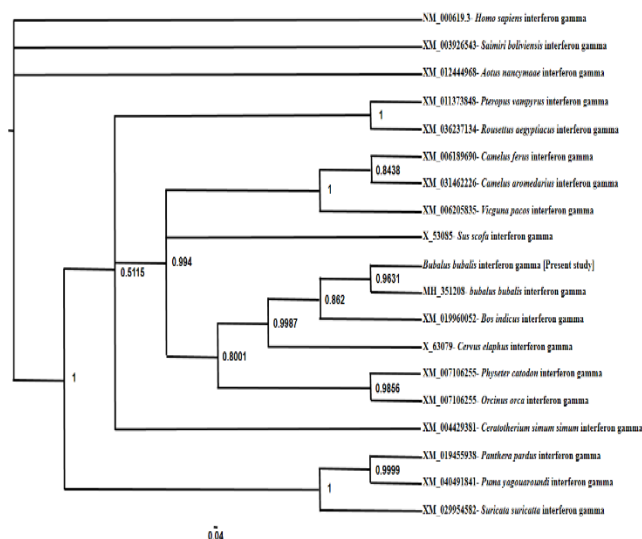 NM_000619.3- Homo sapiens interferon gamma
XM_003926543- Saimiri boliviensis interferon gamma
XM_012444968- Aotus nancymaae interferon gamma
XM_011373848- Pteropus vampyrus interferon gamma
1
XM_036237134- Rousettus aegyptiacus interferon gamma
XM_006189690- Camelus ferus interferon gamma
0.8438
XM_031462226- Camelus aromedarius interferon gamma
1
XM_006205835- Vicguna pacos interferon gamma
X_53085- Sus scofa interferon gamma
0.994
0.5115
Bubalus bubalis interferon gamma [Present study]
0.9631
MH_351208- bubalus bubalis interferon gamma
0.862
XM_019960052- Bos indicus interferon gamma
0.9987
X_63079- Cervus elaphus interferon gamma
0.8001
XM_007106255- Physeter catodon interferon gamma
0.9856
XM_007106255- Orcinus orca interferon gamma
1
XM_004429381- Ceratotherium simum simum interferon gamma
XM_019455938- Panthera pardus interferon gamma
0.9999
XM_040491841- Puma yagouaroundi interferon gamma
1
XM_029954582- Suricata suricatta interferon gamma
0.04